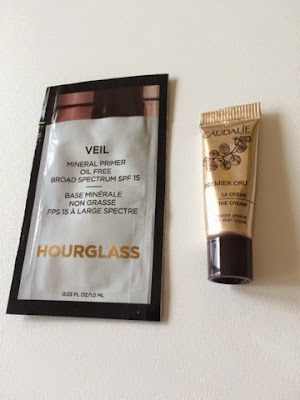 VEIL
MINERAL PRIMER
OIL FREE
BROAD SPECTRUM SPF 15
BASE MINÉRALE
NON GRASSE
FPS 15 À LARGE SPECTRE
HOURGLASS
0.03 FL OZ/1.0 ML
CAUDALÍE
PREMIER CRU
LA CRÈME
THE CREAM